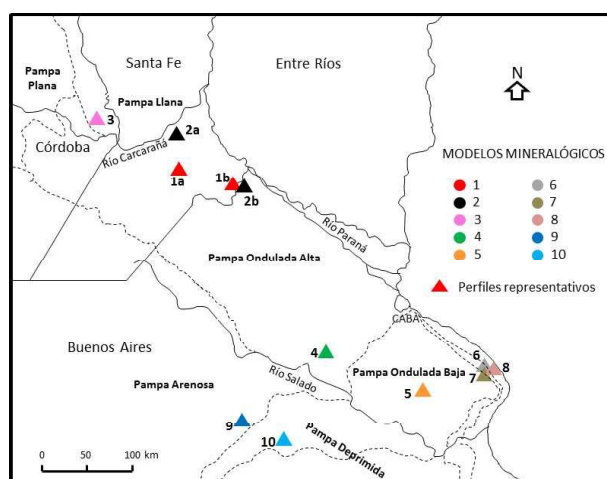 Santa Fe
Entre Ríos
Pampa
Plana
Pampa Llana
N
3
2a
Córdoba
Río Carcarañá
1a
1b
2b
MODELOS MINERALÓGICOS
1
6
2
7
3
8
4
9
5
10
Perfiles representativos
Río Paraná
Pampa Ondulada Alta
CABA
Buenos Aires
4
Pampa Ondulada Baja
6
8
7
Río Salado
5
Pampa Arenosa
9
10
Pampa Deprimida
0
100 km